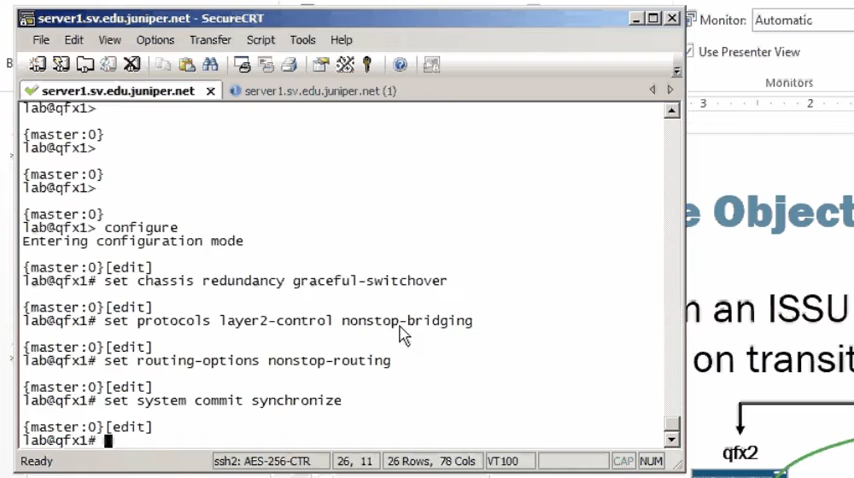 server1.sv.edu.juniper.net - SecureCRT
File Edit View Options Transfer Script Tools Help
server1.sv.edu.juniper.net
server1.sv.edu.juniper.net (1)
lab@qfx1>
{master:0}
lab@qfx1>
{master:0}
lab@qfx1>
{master:0}
lab@qfx1> configure
Entering configuration mode
{master:0}[edit]
lab@qfx1# set chassis redundancy graceful-switchover
{master:0}[edit]
lab@qfx1# set protocols layer2-control nonstop-bridging
{master:0}[edit]
lab@qfx1# set routing-options nonstop-routing
{master:0}[edit]
lab@qfx1# set system commit synchronize
{master:0}[edit]
lab@qfx1#
Ready ssh2: AES-256-CTR 26, 11 26 Rows, 78 Cols VT100 CAP NUM
Monitor: Automatic
Use Presenter View
Monitors
3 2
e Object
m an ISSU
on transit
qfx2